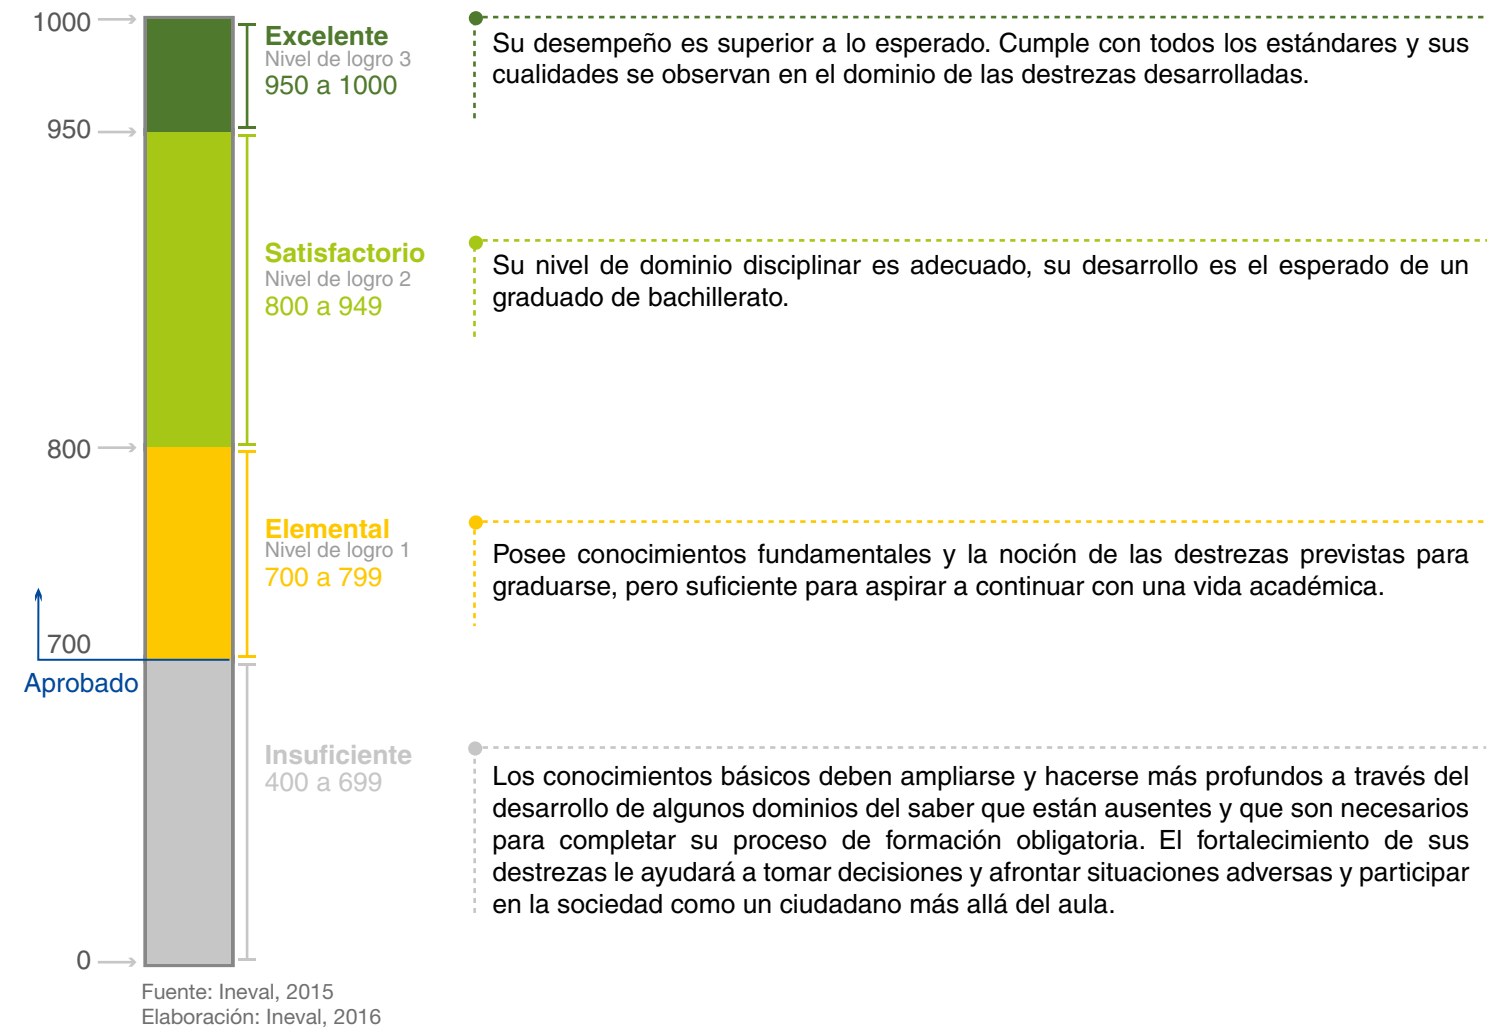 1000
Excelente
Nivel de logro 3
950 a 1000
Su desempeño es superior a lo esperado. Cumple con todos los estándares y sus
cualidades se observan en el dominio de las destrezas desarrolladas.
950
Satisfactorio
Nivel de logro 2
800 a 949
Su nivel de dominio disciplinar es adecuado, su desarrollo es el esperado de un
graduado de bachillerato.
800
Elemental
Nivel de logro 1
700 a 799
Posee conocimientos fundamentales y la noción de las destrezas previstas para
graduarse, pero suficiente para aspirar a continuar con una vida académica.
700
Aprobado
Insuficiente
400 a 699
Los conocimientos básicos deben ampliarse y hacerse más profundos a través del
desarrollo de algunos dominios del saber que están ausentes y que son necesarios
para completar su proceso de formación obligatoria. El fortalecimiento de sus
destrezas le ayudará a tomar decisiones y afrontar situaciones adversas y participar
en la sociedad como un ciudadano más allá del aula.
0
Fuente: Ineval, 2015
Elaboración: Ineval, 2016